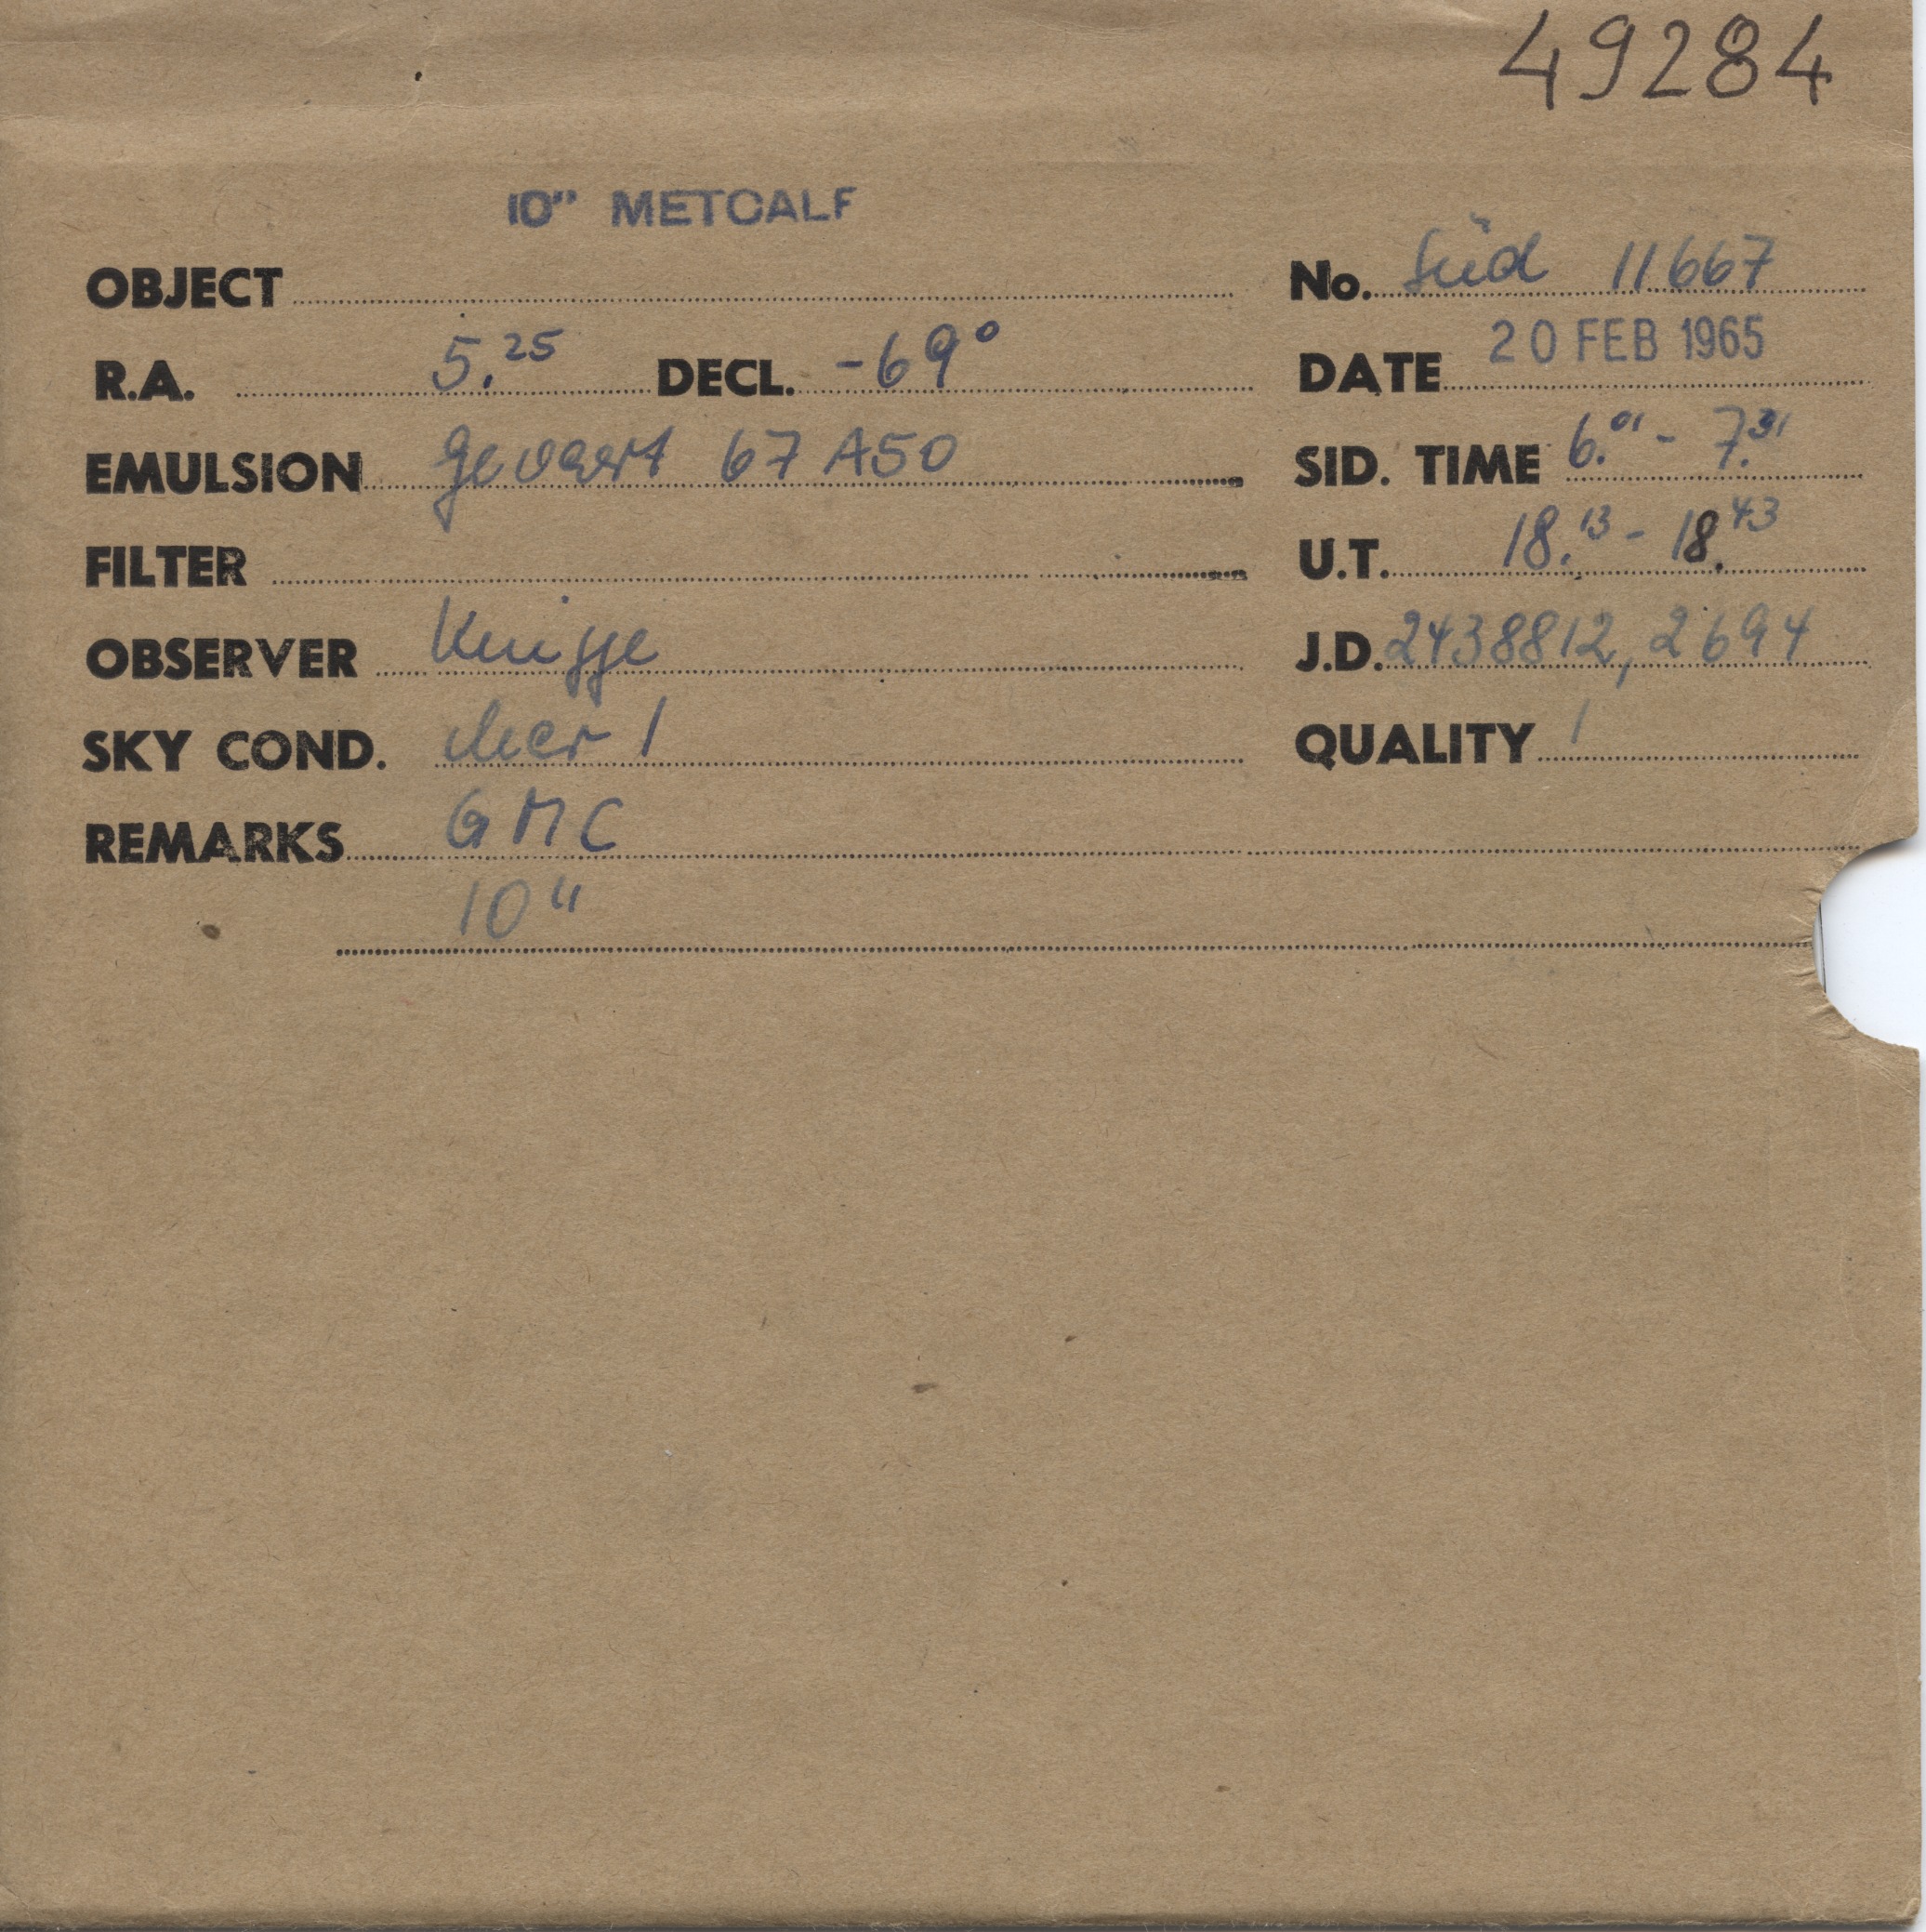 49284
10" METCALF
OBJECT No. Süd 11667
R.A. 5.25 DECL. -69° DATE 20 FEB 1965
EMULSION Gevaert 67 A50 SID. TIME 6.01 - 7.31
FILTER U.T. 18.13 - 18.43
OBSERVER Knigge J.D. 2438812,2694
SKY COND. 1 QUALITY 1
REMARKS GMC
10"